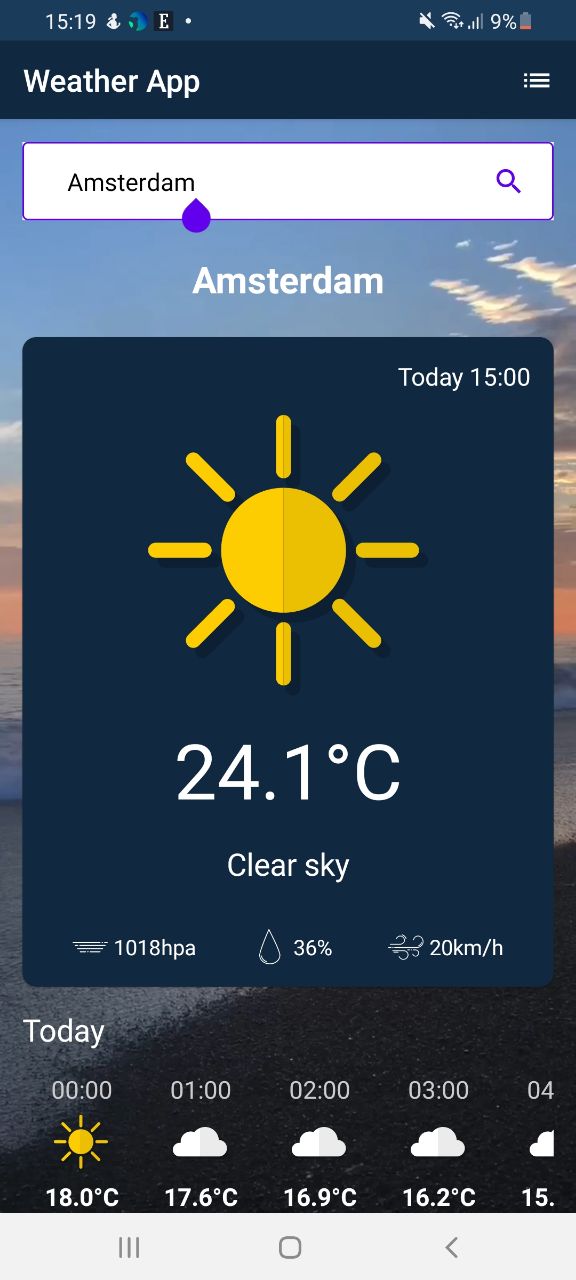 15:19 E 9%
Weather App
Amsterdam
Amsterdam
Today 15:00
24.1°C
Clear sky
1018hpa 36% 20km/h
Today
00:00 01:00 02:00 03:00 04
18.0°C 17.6°C 16.9°C 16.2°C 15.